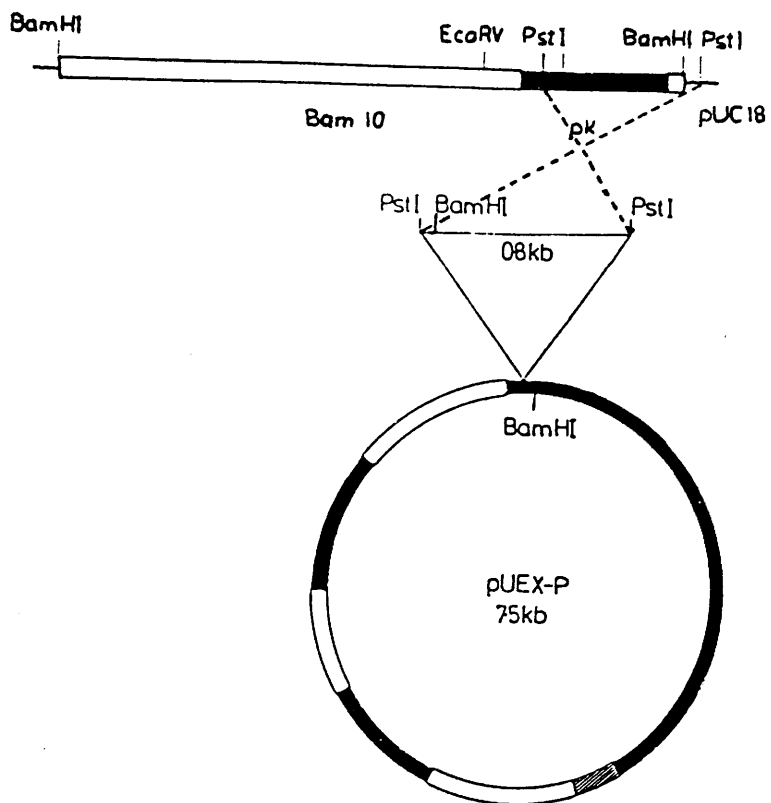 BamHI EcoRV PstI BamHI PstI
Bam 10 pk pUC18
PstI BamHI PstI
08kb
BamHI
pUEX-P
75kb